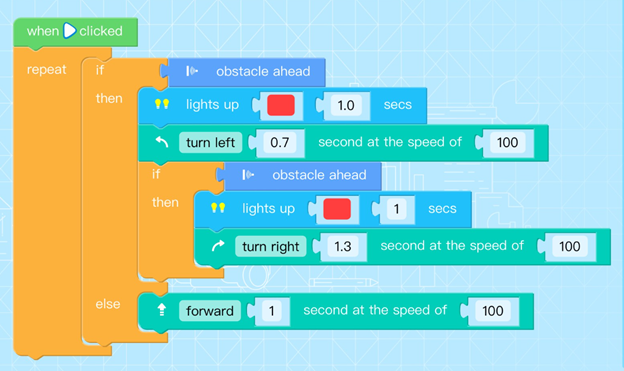 when clicked
repeat if obstacle ahead
then lights up 1.0 secs
turn left 0.7 second at the speed of 100
if obstacle ahead
then lights up 1 secs
turn right 1.3 second at the speed of 100
else forward 1 second at the speed of 100